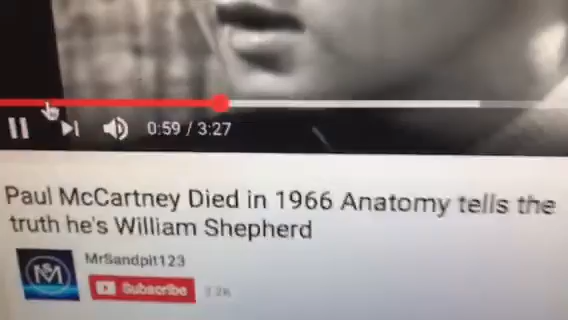 0:59 / 3:27
Paul McCartney Died in 1966 Anatomy tells the
truth he's William Shepherd
MrSandpit123
Subscribe